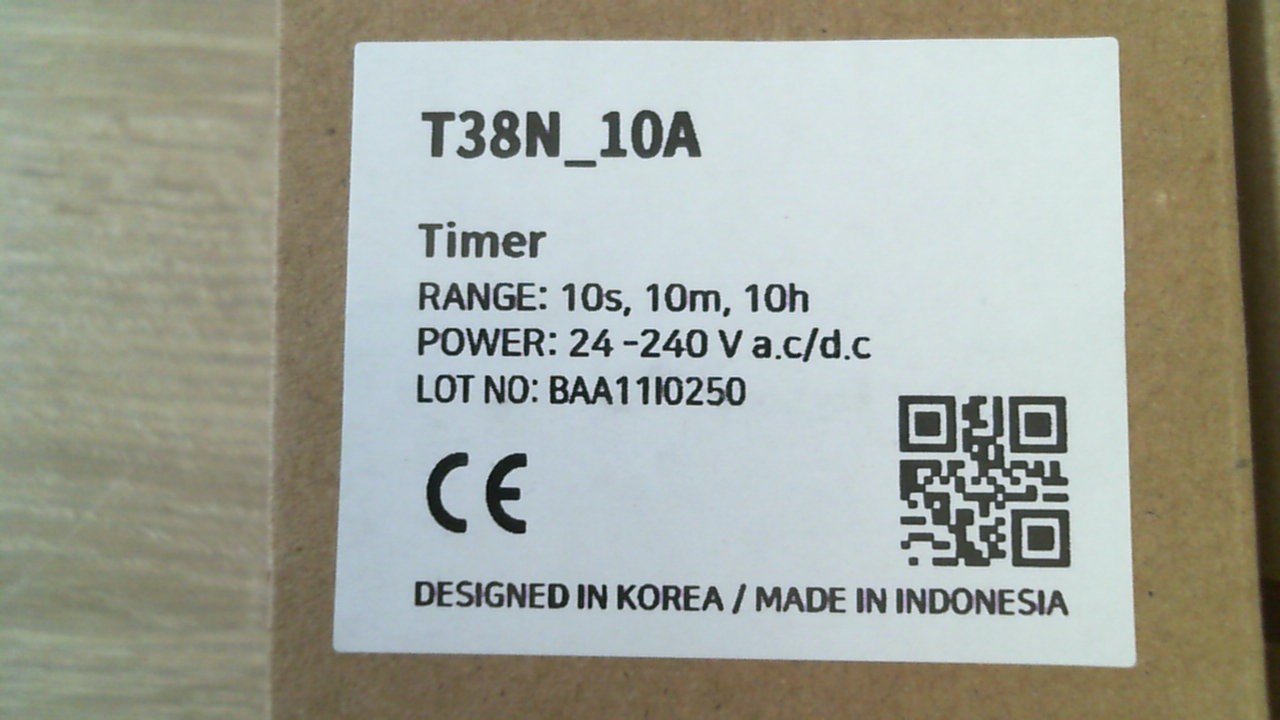 T38N_10A
Timer
RANGE: 10s, 10m, 10h
POWER: 24 -240 V a.c/d.c
LOT NO: BAA11I0250
CE
DESIGNED IN KOREA / MADE IN INDONESIA